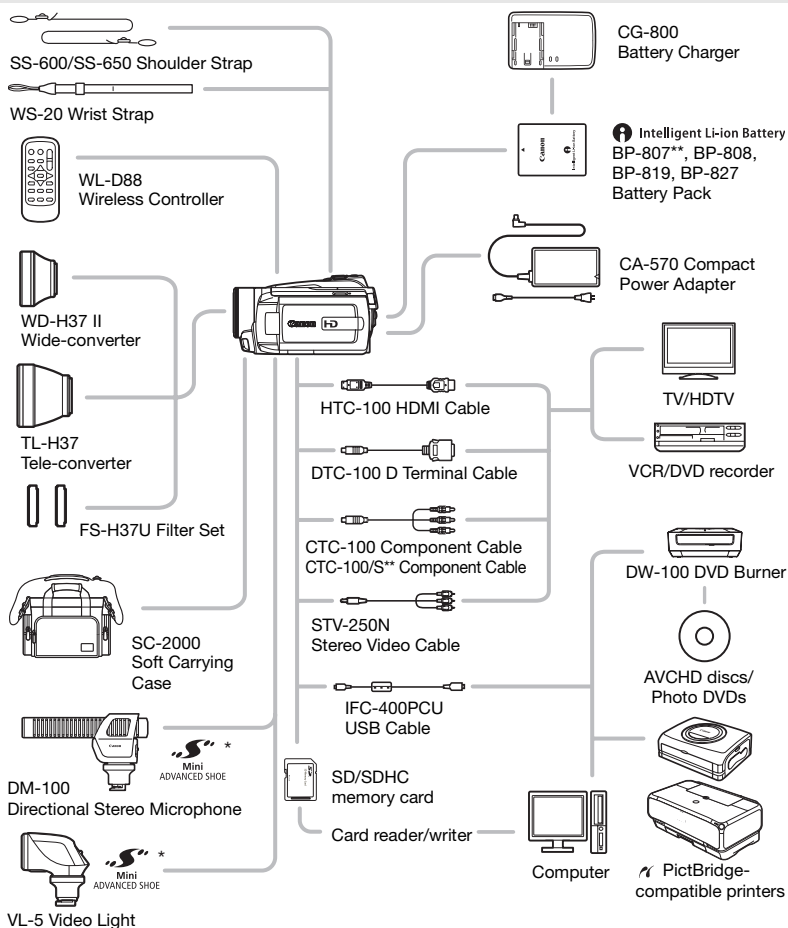 SS-600/SS-650 Shoulder Strap
WS-20 Wrist Strap
WL-D88
Wireless Controller
WD-H37 II
Wide-converter
TL-H37
Tele-converter
FS-H37U Filter Set
SC-2000
Soft Carrying
Case
DM-100
Directional Stereo Microphone
Canon
Mini
ADVANCED SHOE
*
VL-5 Video Light
Mini
ADVANCED SHOE
*
Canon HD
CG-800
Battery Charger
Canon
Intelligent Li-ion Battery
BP-807**, BP-808,
BP-819, BP-827
Battery Pack
CA-570 Compact
Power Adapter
HTC-100 HDMI Cable
DTC-100 D Terminal Cable
CTC-100 Component Cable
CTC-100/S** Component Cable
STV-250N
Stereo Video Cable
IFC-400PCU
USB Cable
SD/SDHC
memory card
Card reader/writer
TV/HDTV
VCR/DVD recorder
DW-100 DVD Burner
AVCHD discs/
Photo DVDs
Computer
PictBridge-
compatible printers